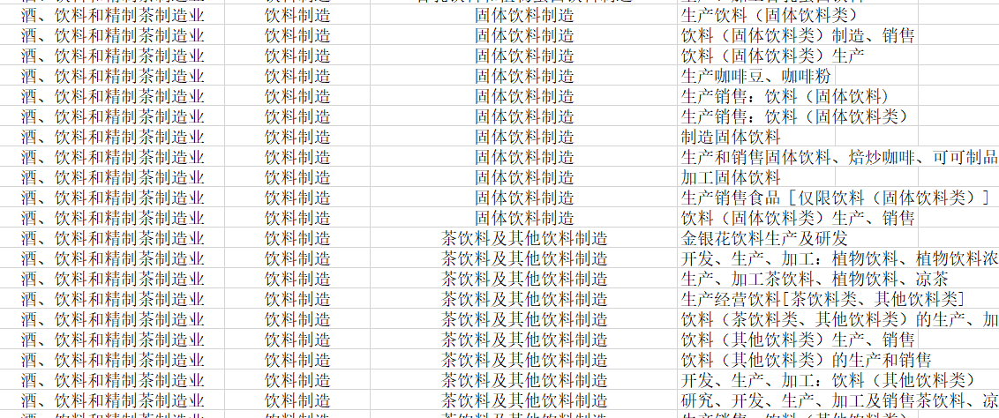 酒、饮料和精制茶制造业 饮料制造 固体饮料制造 生产饮料（固体饮料类）
酒、饮料和精制茶制造业 饮料制造 固体饮料制造 饮料（固体饮料类）制造、销售
酒、饮料和精制茶制造业 饮料制造 固体饮料制造 饮料（固体饮料类）生产
酒、饮料和精制茶制造业 饮料制造 固体饮料制造 生产咖啡豆、咖啡粉
酒、饮料和精制茶制造业 饮料制造 固体饮料制造 生产销售：饮料（固体饮料)
酒、饮料和精制茶制造业 饮料制造 固体饮料制造 生产销售：饮料（固体饮料类）
酒、饮料和精制茶制造业 饮料制造 固体饮料制造 制造固体饮料
酒、饮料和精制茶制造业 饮料制造 固体饮料制造 生产和销售固体饮料、焙炒咖啡、可可制品
酒、饮料和精制茶制造业 饮料制造 固体饮料制造 加工固体饮料
酒、饮料和精制茶制造业 饮料制造 固体饮料制造 生产销售食品［仅限饮料（固体饮料类）］
酒、饮料和精制茶制造业 饮料制造 固体饮料制造 饮料（固体饮料类）生产、销售
酒、饮料和精制茶制造业 饮料制造 茶饮料及其他饮料制造 金银花饮料生产及研发
酒、饮料和精制茶制造业 饮料制造 茶饮料及其他饮料制造 开发、生产、加工：植物饮料、植物饮料浓
酒、饮料和精制茶制造业 饮料制造 茶饮料及其他饮料制造 生产、加工茶饮料、植物饮料、凉茶
酒、饮料和精制茶制造业 饮料制造 茶饮料及其他饮料制造 生产经营饮料[茶饮料类、其他饮料类]
酒、饮料和精制茶制造业 饮料制造 茶饮料及其他饮料制造 饮料（茶饮料类、其他饮料类）的生产、加
酒、饮料和精制茶制造业 饮料制造 茶饮料及其他饮料制造 饮料（其他饮料类）生产、销售
酒、饮料和精制茶制造业 饮料制造 茶饮料及其他饮料制造 饮料（其他饮料类）的生产和销售
酒、饮料和精制茶制造业 饮料制造 茶饮料及其他饮料制造 开发、生产、加工：饮料（其他饮料类）
酒、饮料和精制茶制造业 饮料制造 茶饮料及其他饮料制造 研究、开发、生产、加工及销售茶饮料、凉